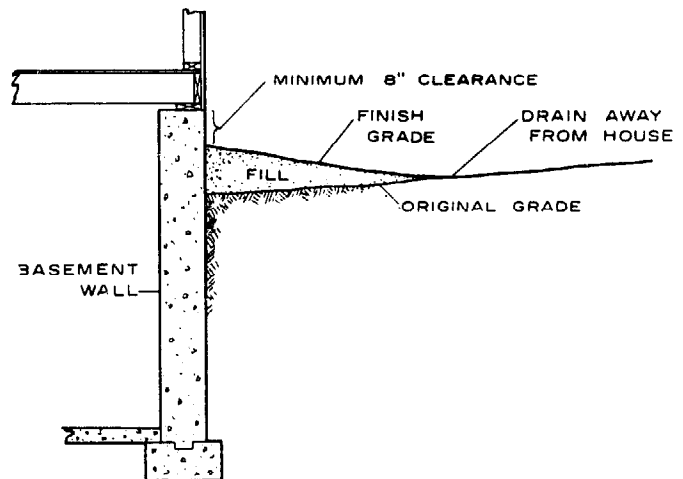 MINIMUM 8" CLEARANCE
FINISH
GRADE
DRAIN AWAY
FROM HOUSE
FILL
ORIGINAL GRADE
BASEMENT
WALL